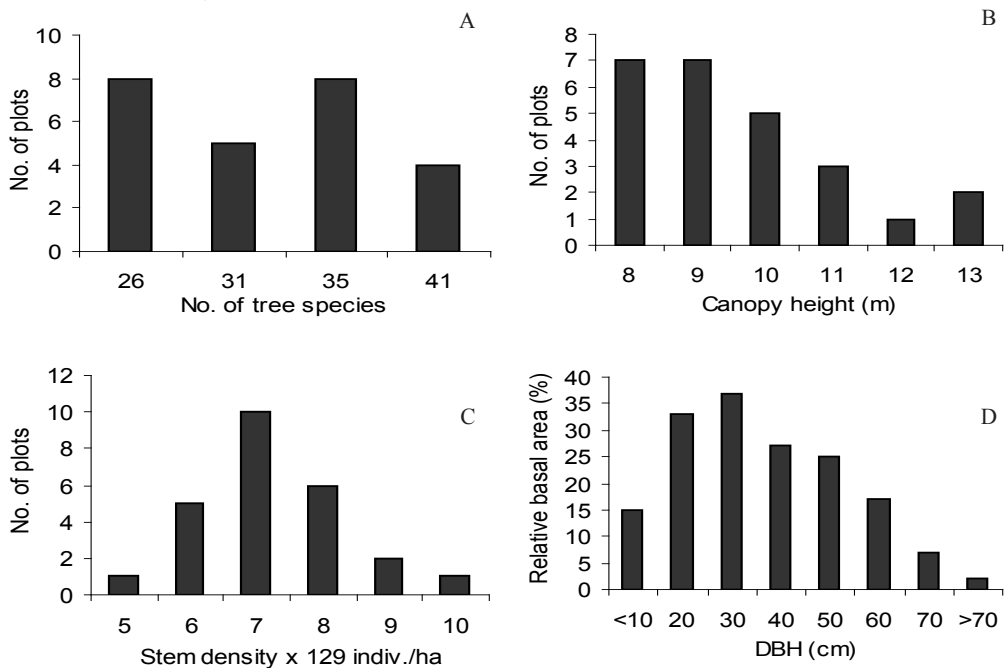 A
10
8
6
4
2
0
No. of plots
26 31 35 41
No. of tree species
B
8
7
6
5
4
3
2
1
0
No. of plots
8 9 10 11 12 13
Canopy height (m)
C
12
10
8
6
4
2
0
No. of plots
5 6 7 8 9 10
Stem density x 129 indiv./ha
D
40
35
30
25
20
15
10
5
0
Relative basal area (%)
<10 20 30 40 50 60 70 >70
DBH (cm)